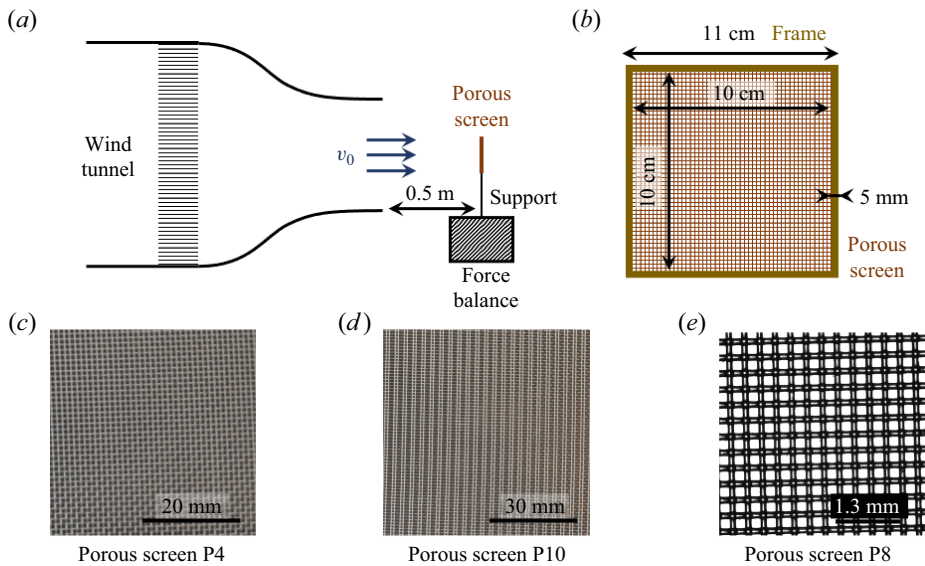 (a)
Wind
tunnel
v0
Porous
screen
0.5 m
Support
Force
balance
(b)
11 cm
Frame
10 cm
10 cm
5 mm
Porous
screen
(c)
20 mm
Porous screen P4
(d)
30 mm
Porous screen P10
(e)
1.3 mm
Porous screen P8